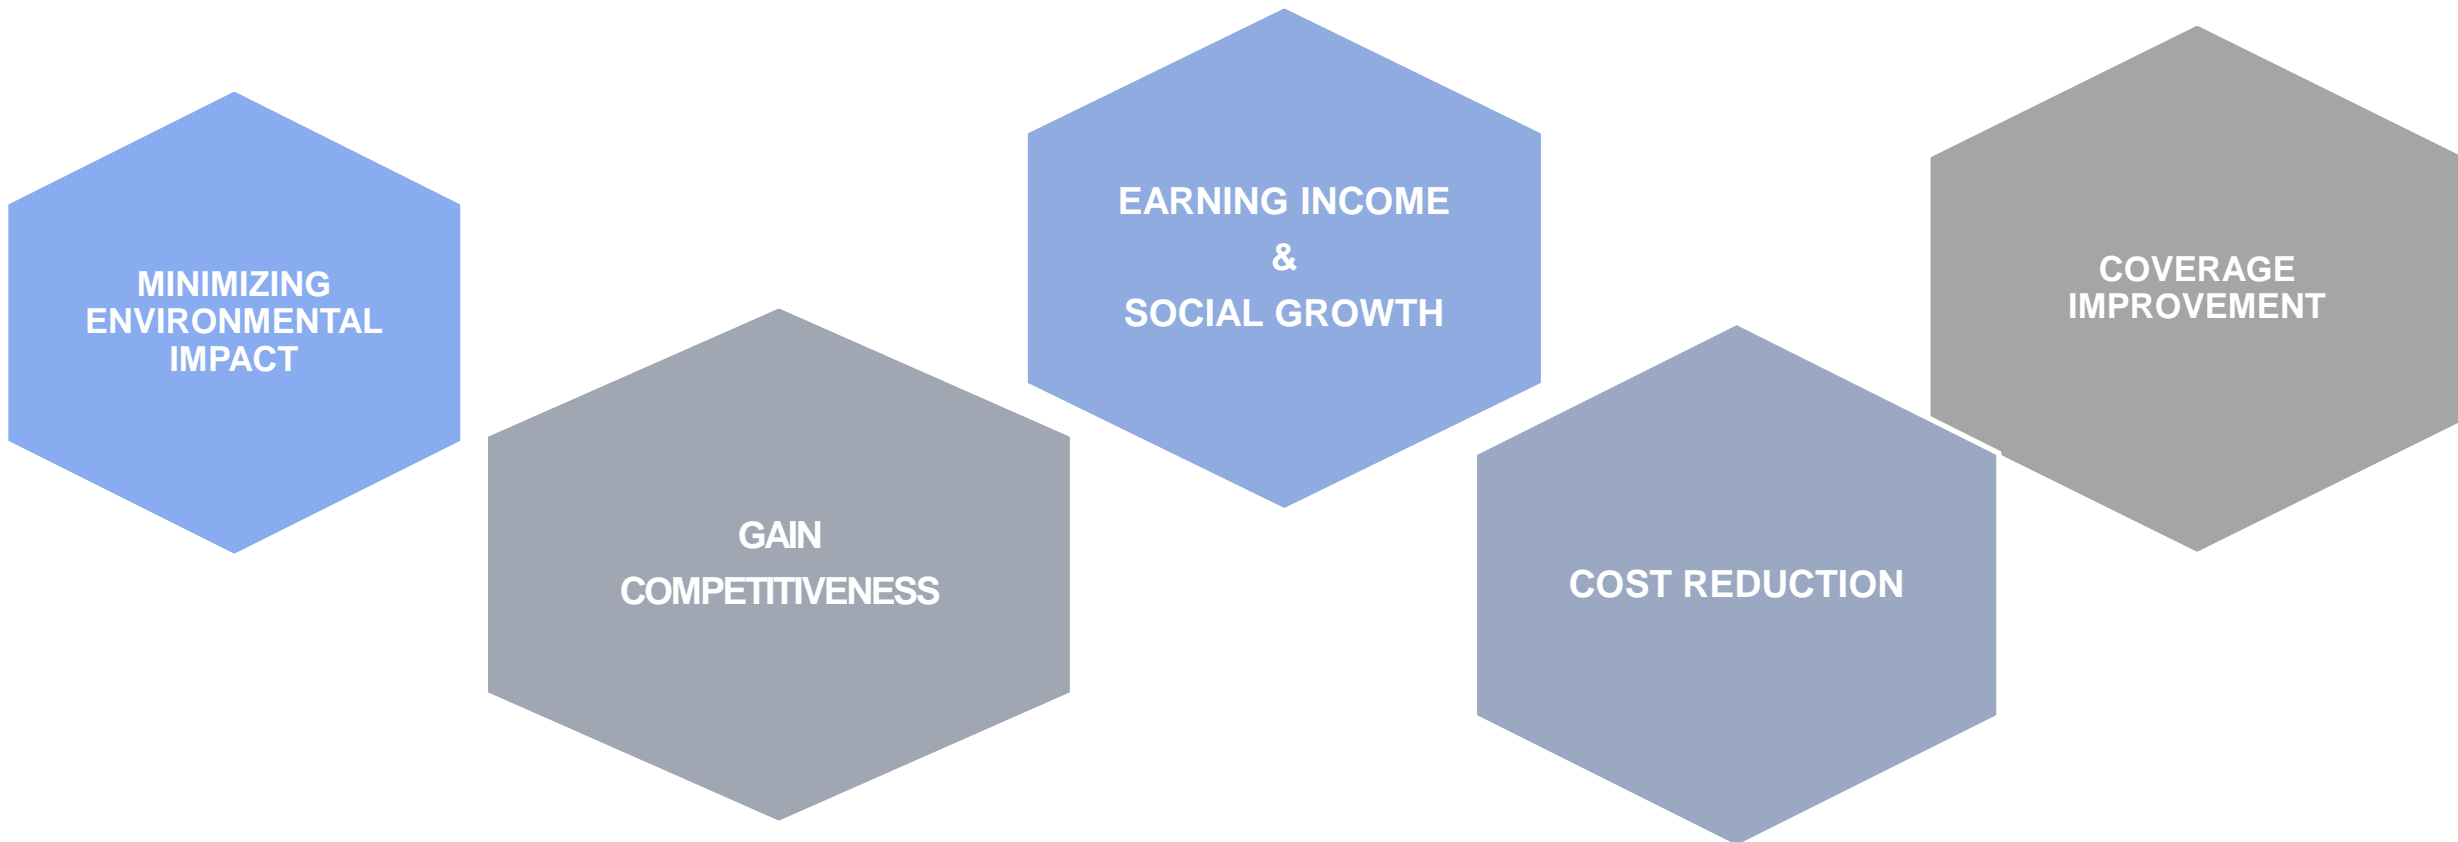 MINIMIZING
ENVIRONMENTAL
IMPACT
GAIN
COMPETITIVENESS
EARNING INCOME
&
SOCIAL GROWTH
COST REDUCTION
COVERAGE
IMPROVEMENT